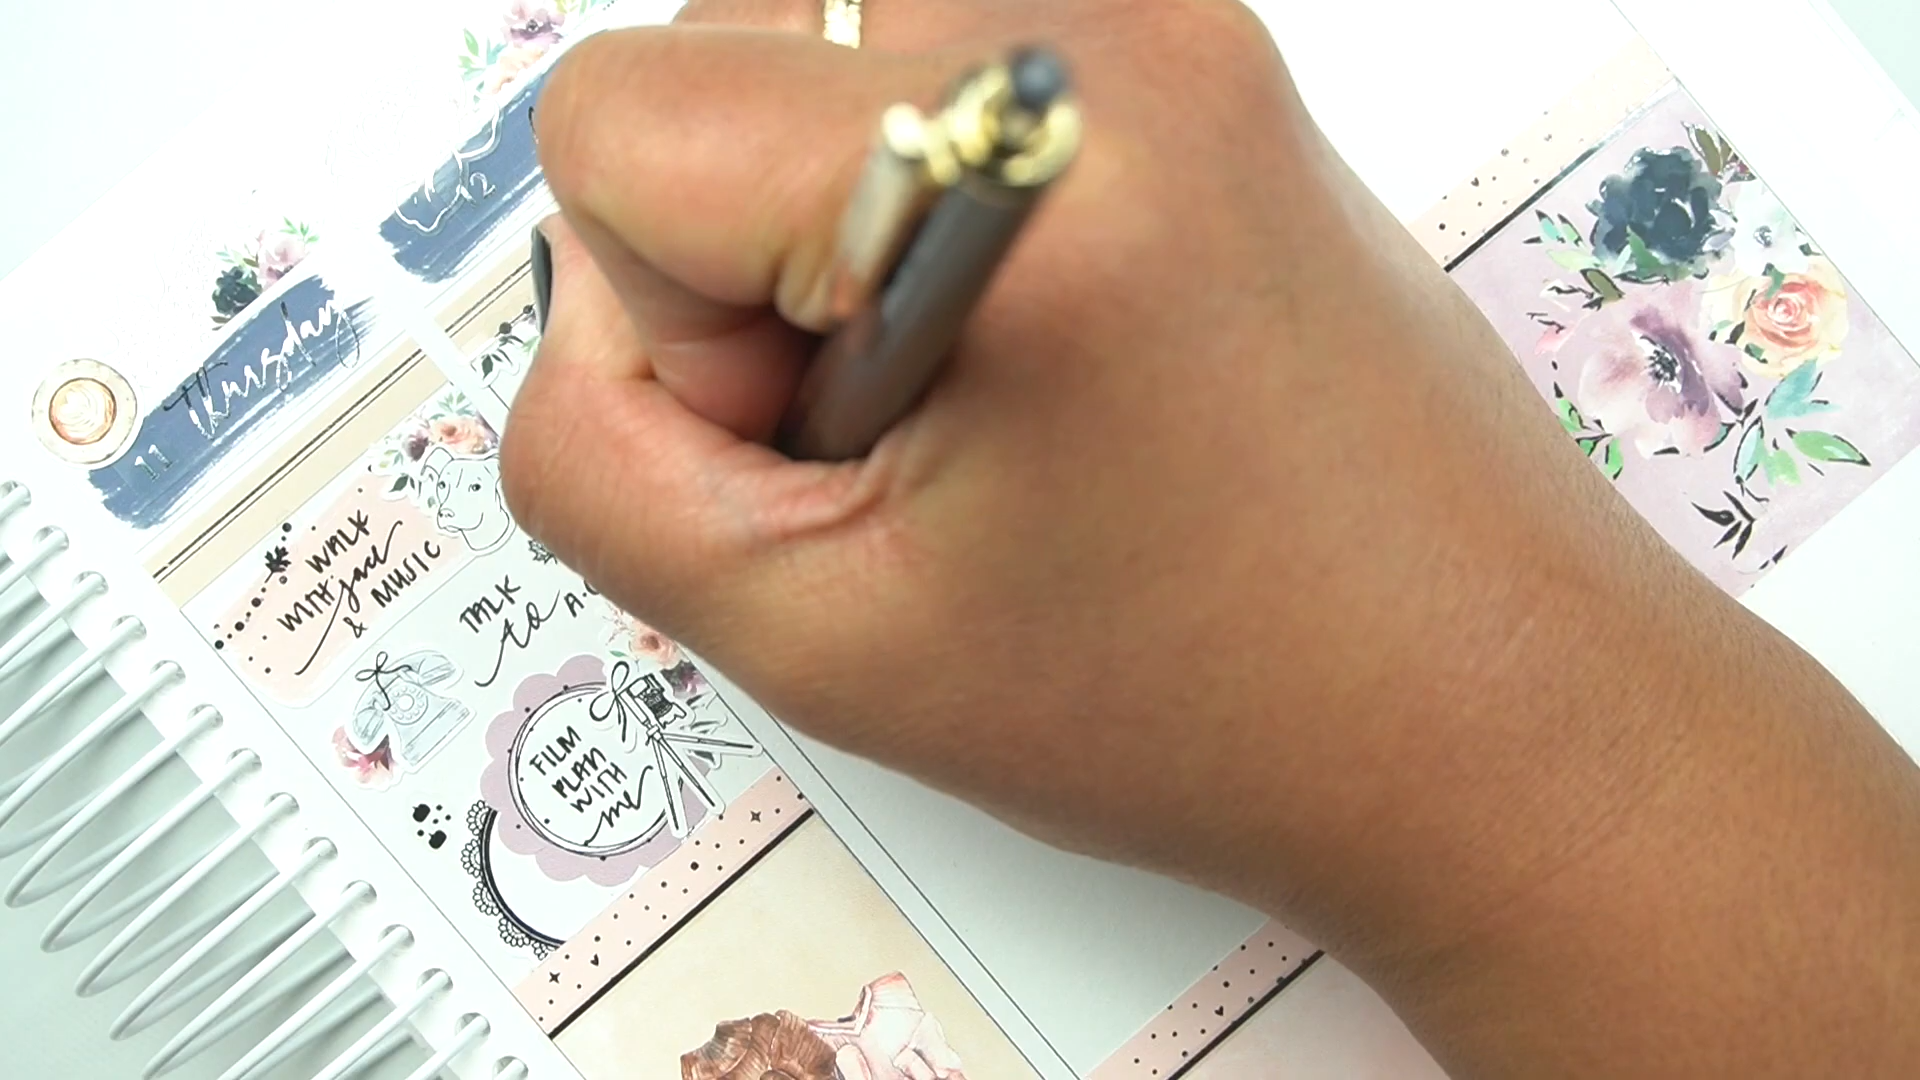 Thursday
11
12
WALK
WITH Jace
& MUSIC
TALK
to
FILM
PLAN
WITH
me